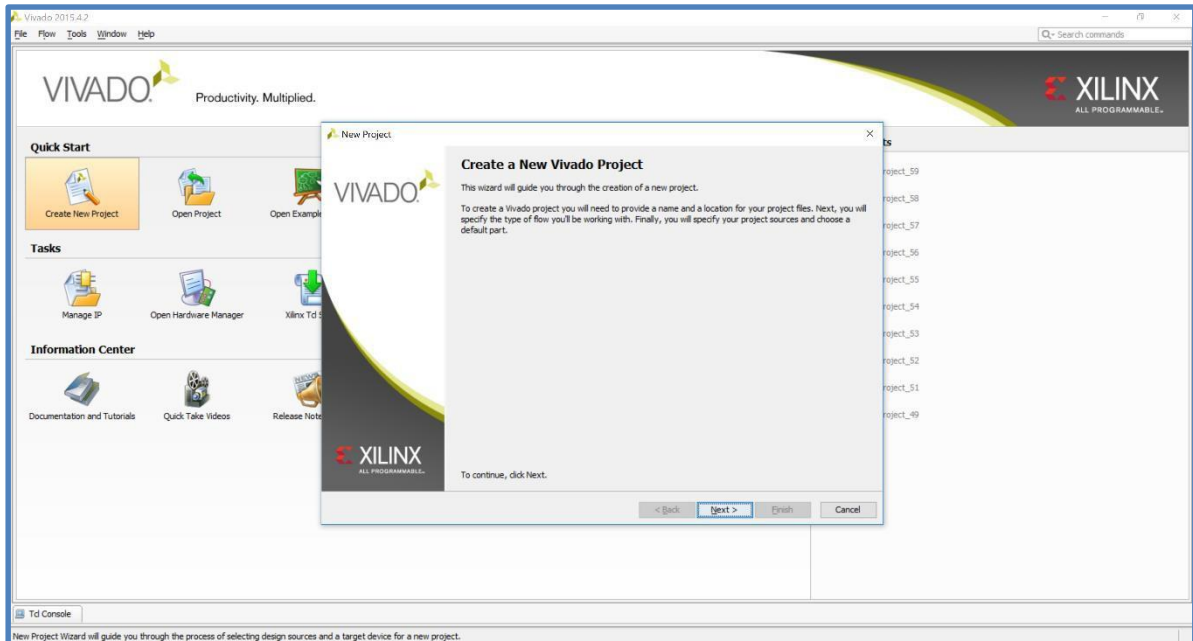 Vivado 2015.4.2
File Flow Tools Window Help
Search commands
VIVADO.
Productivity. Multiplied.
XILINX
ALL PROGRAMMABLE.
Quick Start
Create New Project
Open Project
Open Example
Tasks
Manage IP
Open Hardware Manager
Xilinx Tcl S
Information Center
Documentation and Tutorials
Quick Take Videos
Release Note
New Project
VIVADO.
Create a New Vivado Project
This wizard will guide you through the creation of a new project.
To create a Vivado project you will need to provide a name and a location for your project files. Next, you will
specify the type of flow you'll be working with. Finally, you will specify your project sources and choose a
default part.
XILINX
ALL PROGRAMMABLE.
To continue, click Next.
< Back Next > Finish Cancel
ts
roject_59
roject_58
roject_57
roject_56
roject_55
roject_54
roject_53
roject_52
roject_51
roject_49
Tcl Console
New Project Wizard will guide you through the process of selecting design sources and a target device for a new project.